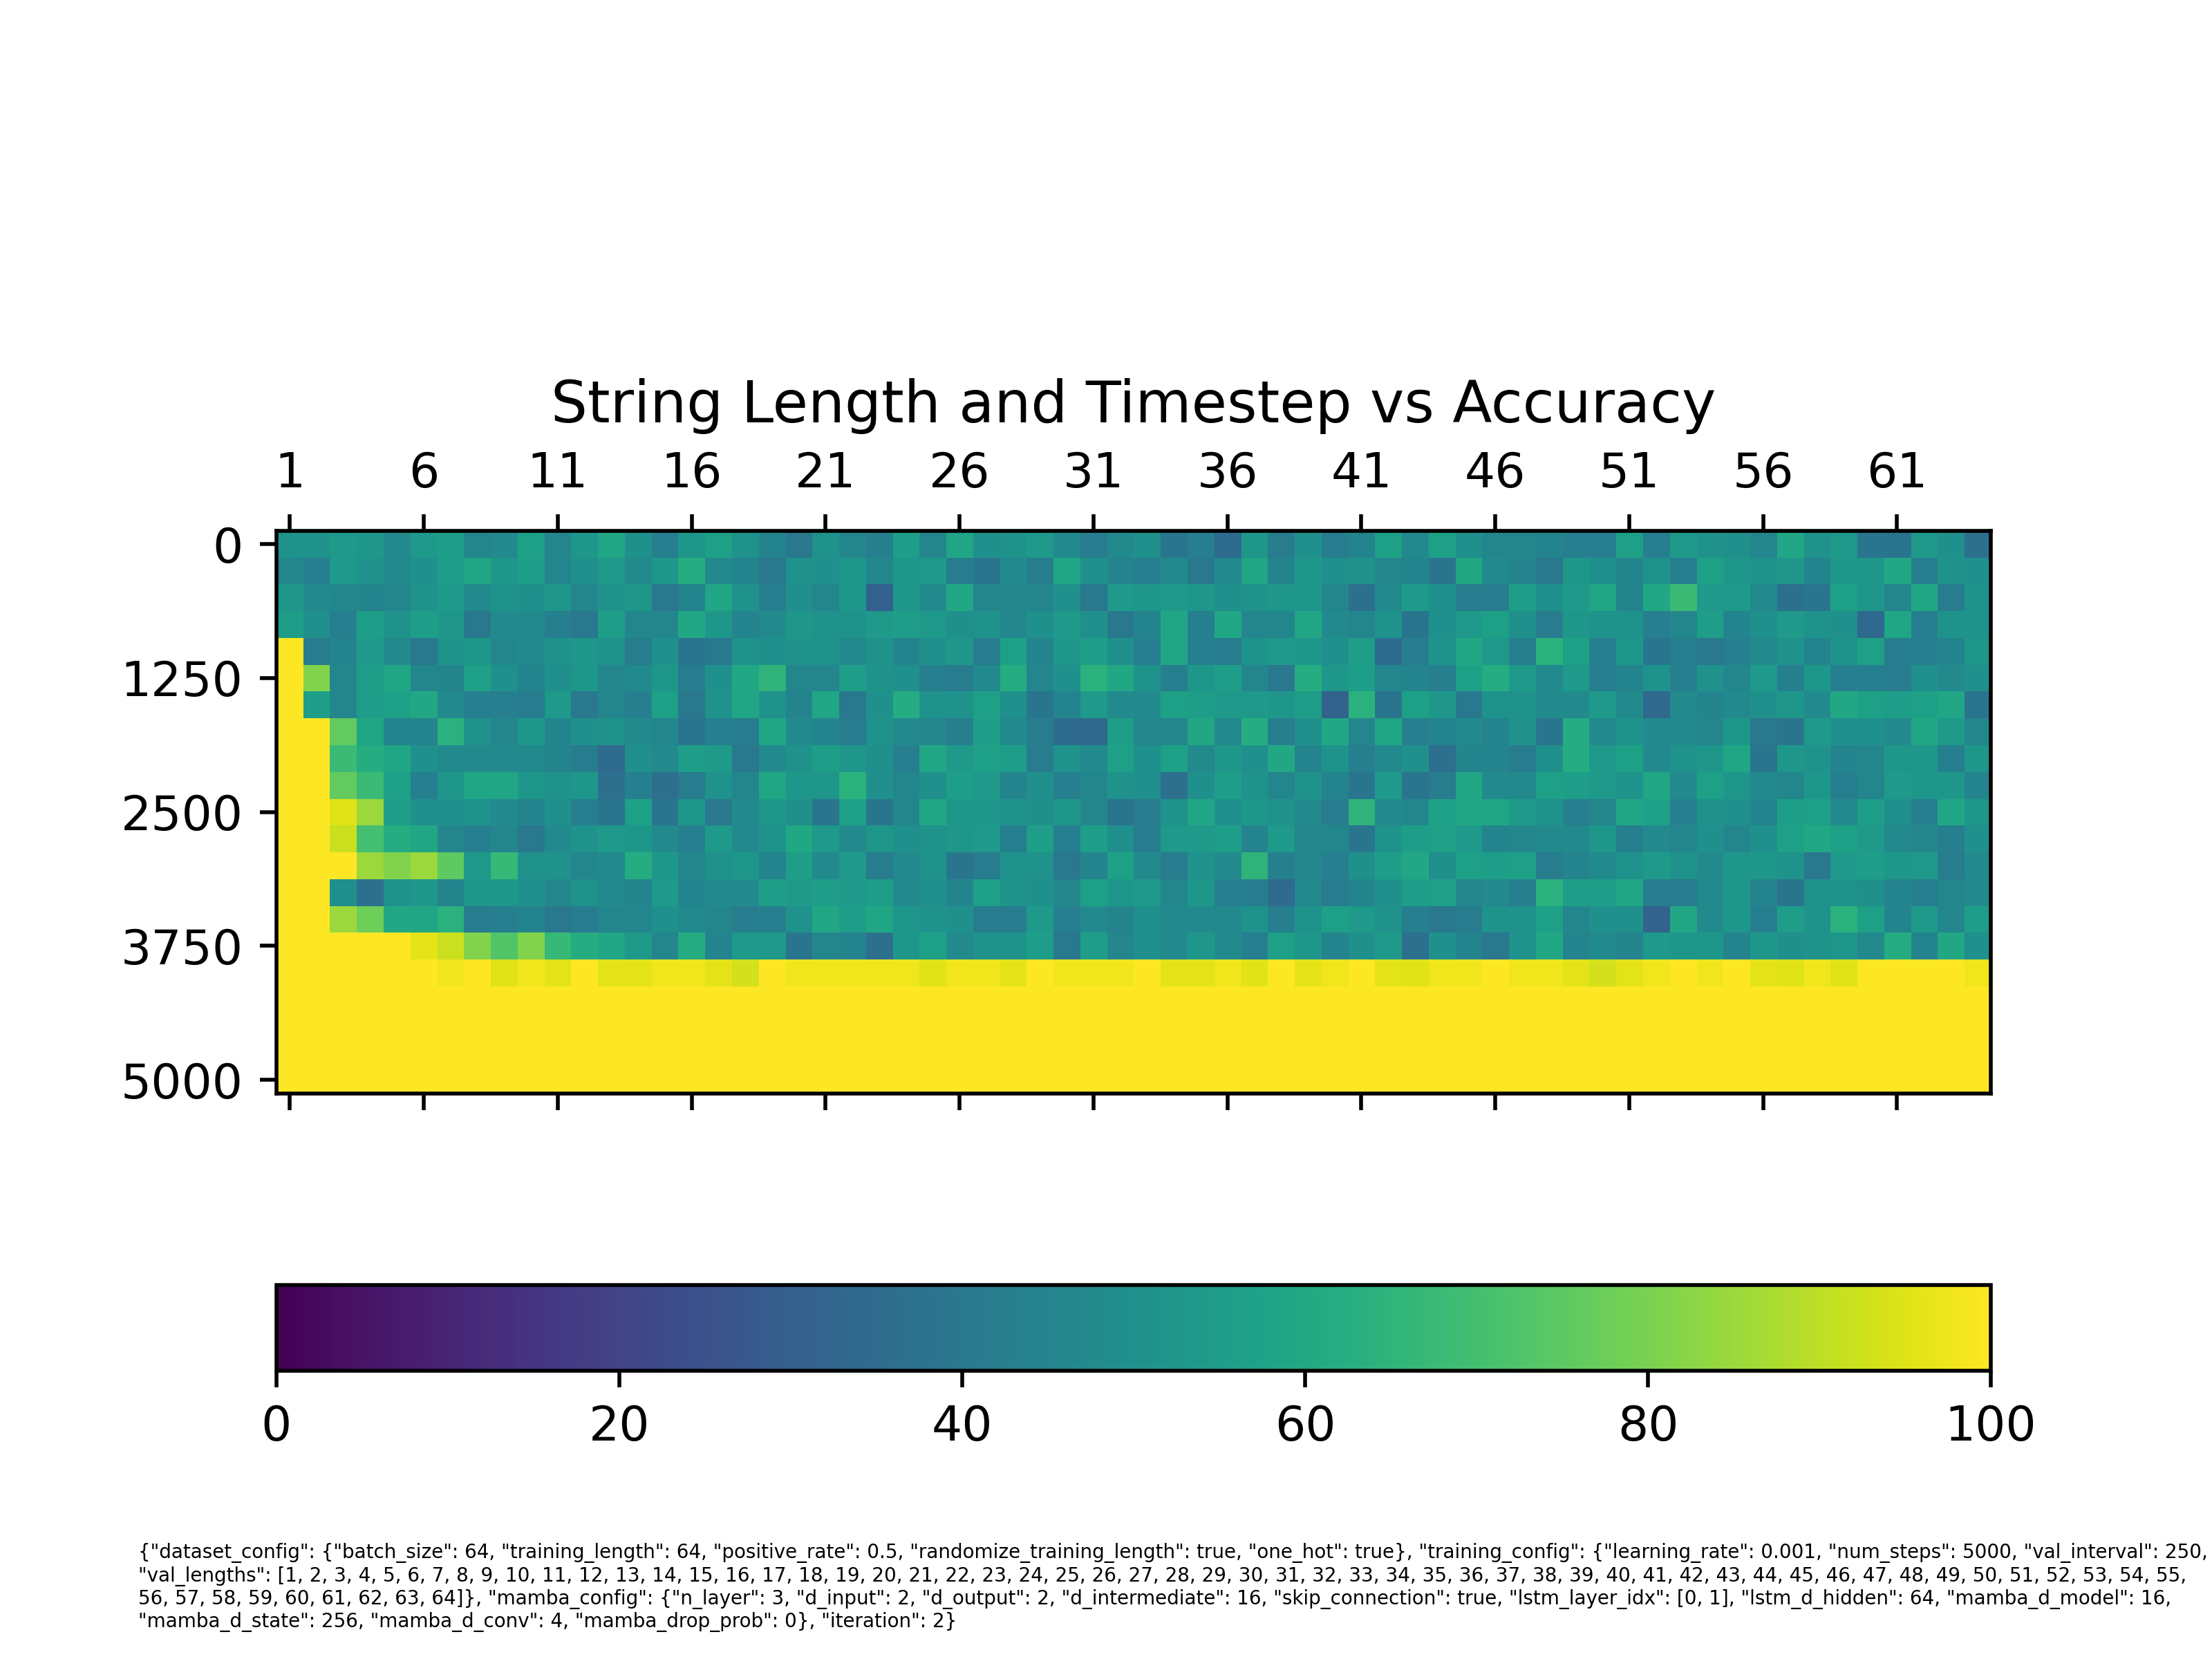 String Length and Timestep vs Accuracy
1 6 11 16 21 26 31 36 41 46 51 56 61
0
1250
2500
3750
5000
0 20 40 60 80 100
{"dataset_config": {"batch_size": 64, "training_length": 64, "positive_rate": 0.5, "randomize_training_length": true, "one_hot": true}, "training_config": {"learning_rate": 0.001, "num_steps": 5000, "val_interval": 250,
"val_lengths": [1, 2, 3, 4, 5, 6, 7, 8, 9, 10, 11, 12, 13, 14, 15, 16, 17, 18, 19, 20, 21, 22, 23, 24, 25, 26, 27, 28, 29, 30, 31, 32, 33, 34, 35, 36, 37, 38, 39, 40, 41, 42, 43, 44, 45, 46, 47, 48, 49, 50, 51, 52, 53, 54, 55,
56, 57, 58, 59, 60, 61, 62, 63, 64]}, "mamba_config": {"n_layer": 3, "d_input": 2, "d_output": 2, "d_intermediate": 16, "skip_connection": true, "lstm_layer_idx": [0, 1], "lstm_d_hidden": 64, "mamba_d_model": 16,
"mamba_d_state": 256, "mamba_d_conv": 4, "mamba_drop_prob": 0}, "iteration": 2}